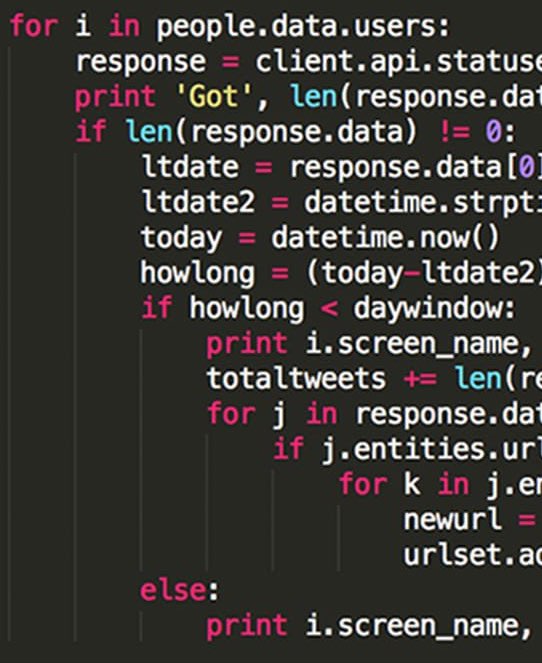 for i in people.data.users:
    response = client.api.statuse
    print 'Got', len(response.dat
    if len(response.data) != 0:
        ltdate = response.data[0]
        ltdate2 = datetime.strpti
        today = datetime.now()
        howlong = (today-ltdate2)
        if howlong < daywindow:
            print i.screen_name,
            totaltweets += len(re
            for j in response.dat
                if j.entities.url
                    for k in j.en
                        newurl =
                        urlset.ad
        else:
            print i.screen_name,